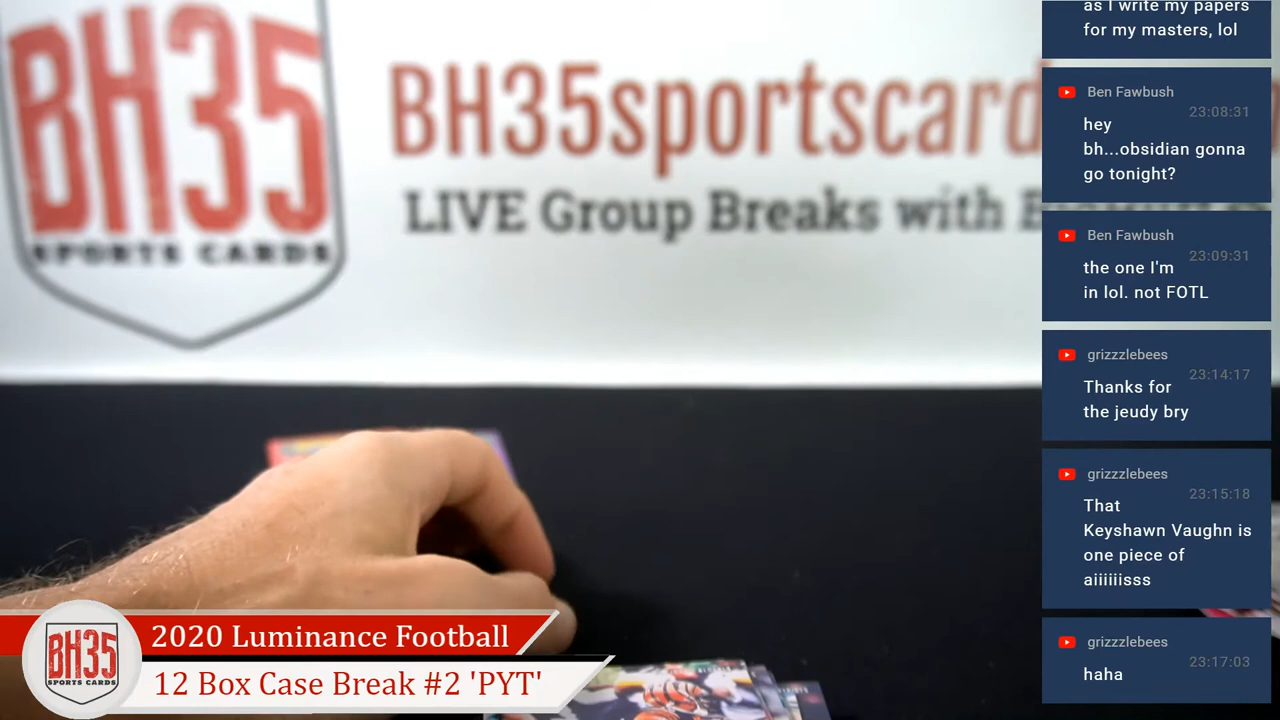 BH35
SPORTS CARDS
BH35sportscard
LIVE Group Breaks with
as I write my papers
for my masters, lol
Ben Fawbush
23:08:31
hey
bh...obsidian gonna
go tonight?
Ben Fawbush
23:09:31
the one I'm
in lol. not FOTL
grizzzlebees
23:14:17
Thanks for
the jeudy bry
grizzzlebees
23:15:18
That
Keyshawn Vaughn is
one piece of
aiiiiiisss
grizzzlebees
23:17:03
haha
BH35
SPORTS CARDS
2020 Luminance Football
12 Box Case Break #2 'PYT'